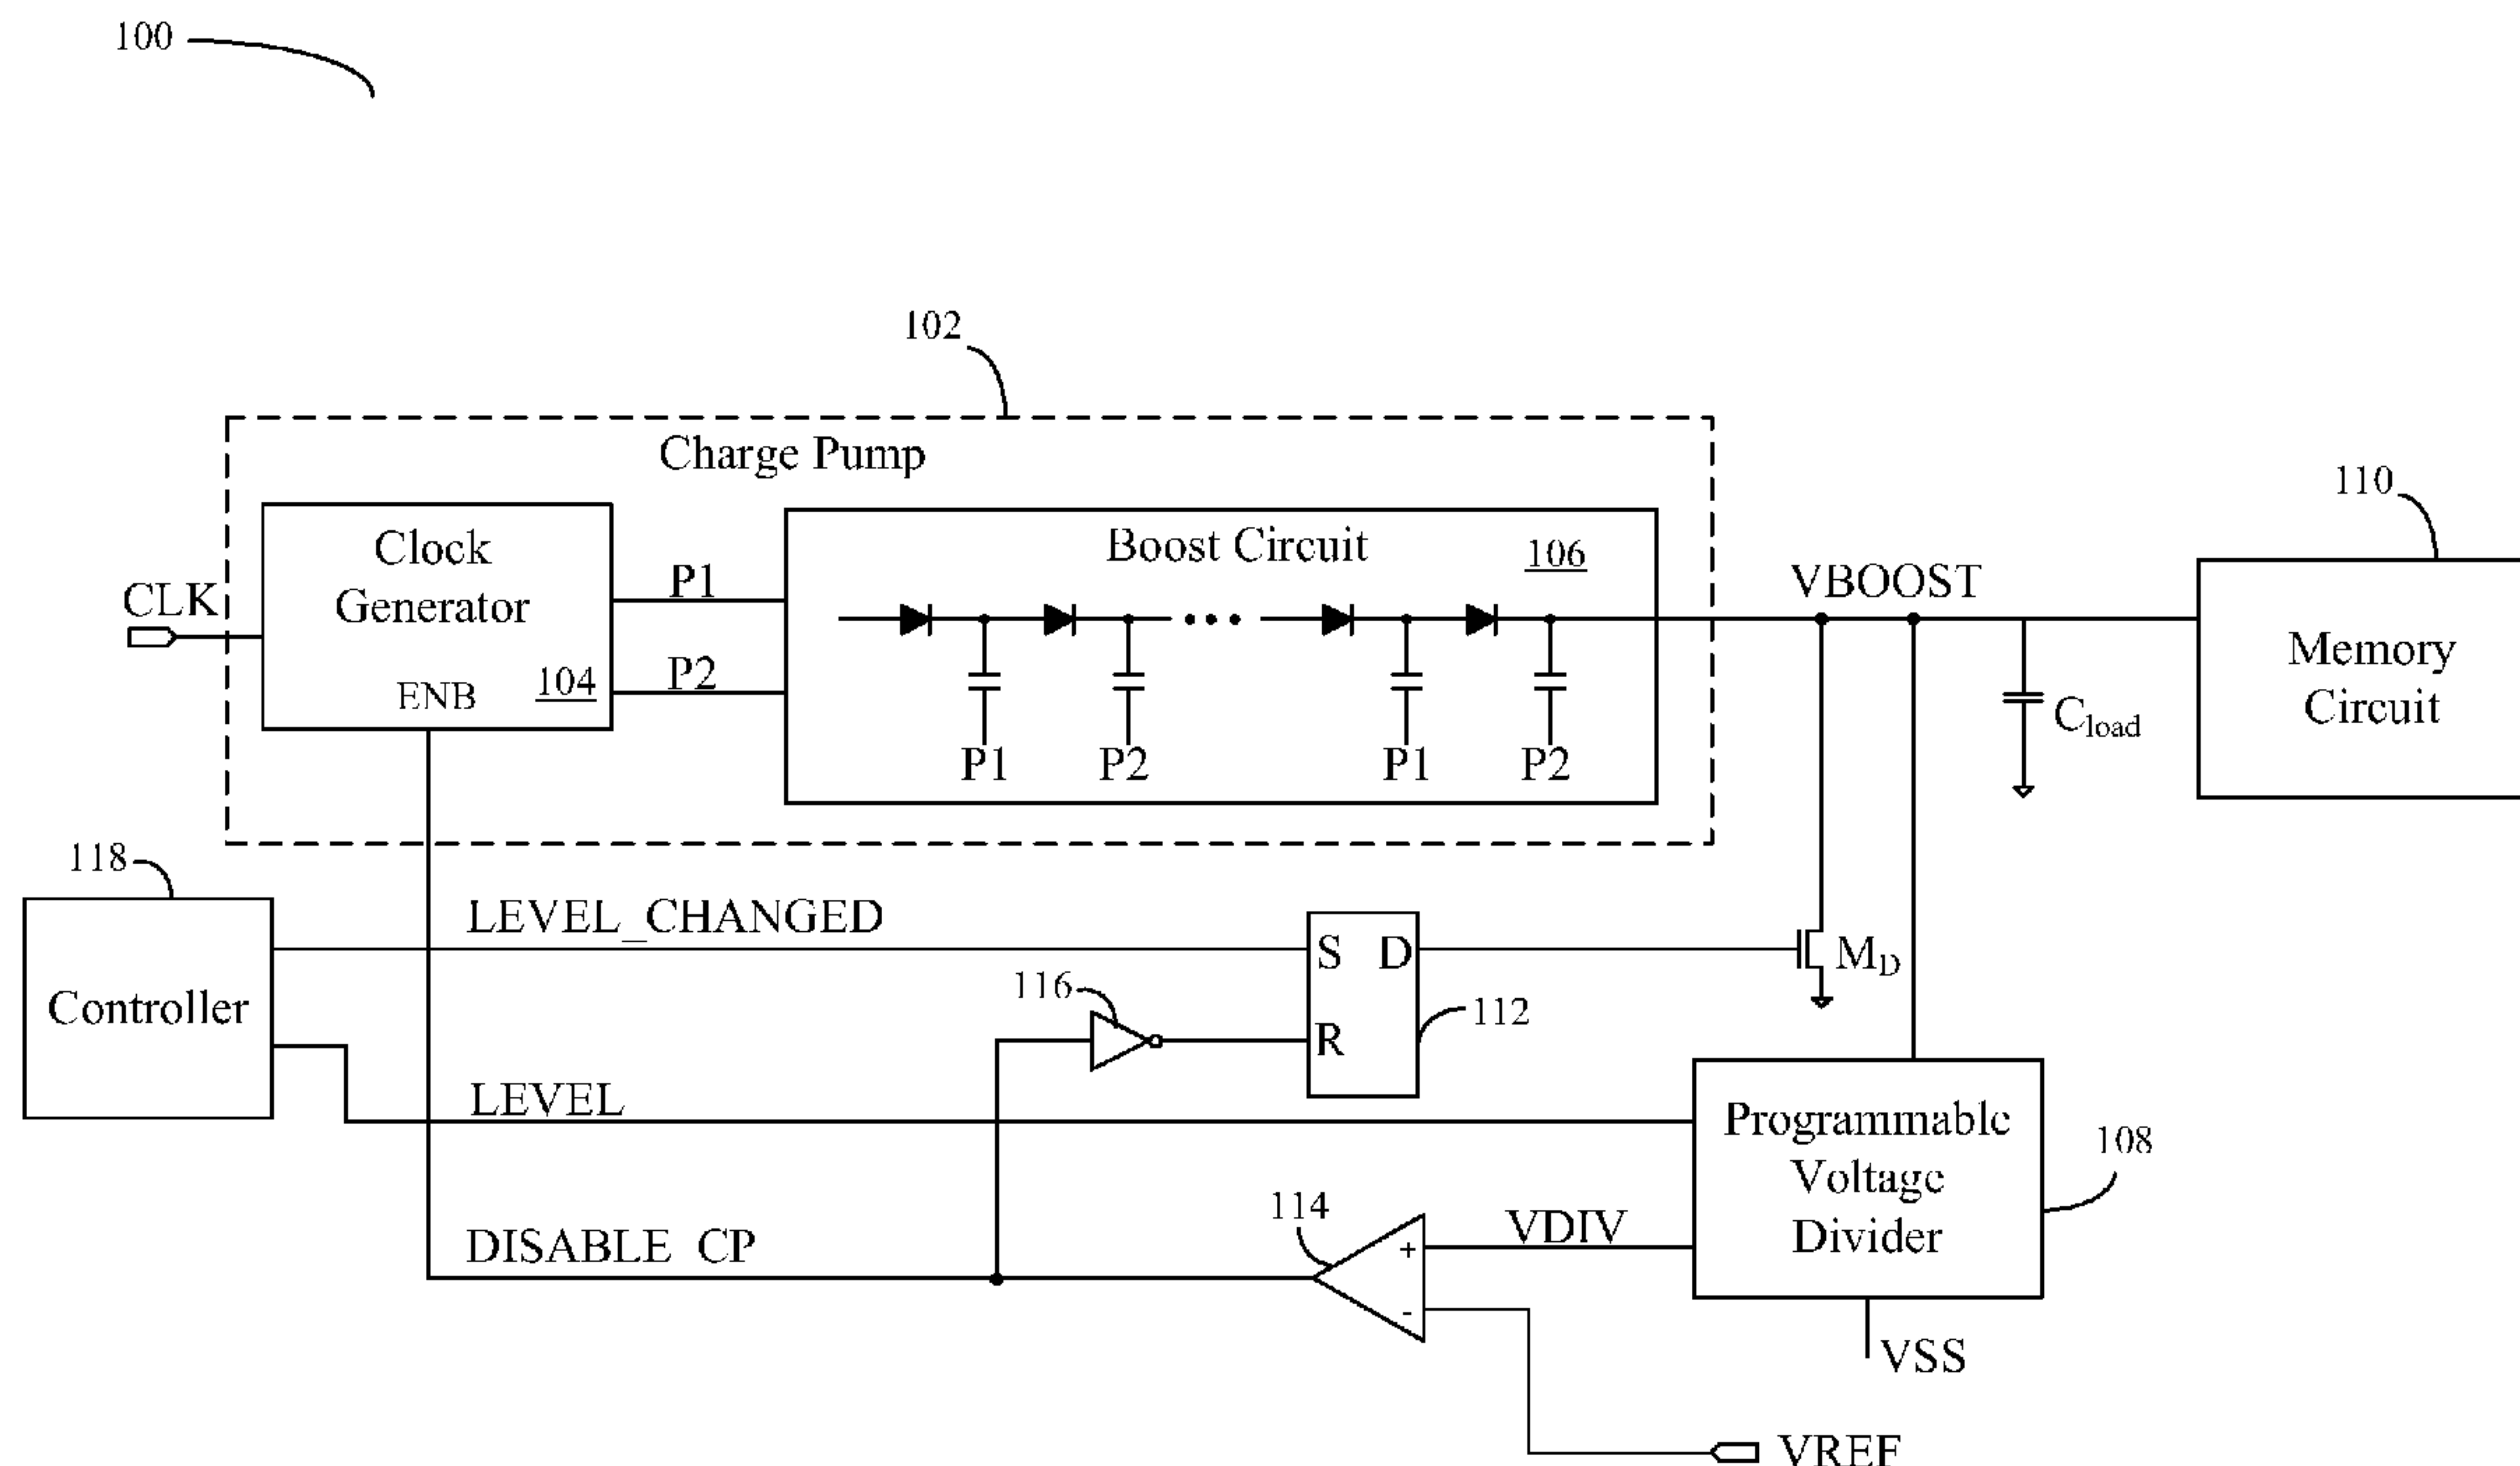 100
102
Charge Pump
110
Clock
Generator
ENB
104
CLK
P1
P2
Boost Circuit
106
P1
P2
P1
P2
VBOOST
Cload
Memory
Circuit
118
Controller
LEVEL_CHANGED
S
D
R
112
116
MD
LEVEL
Programmable
Voltage
Divider
108
DISABLE CP
114
+
-
VDIV
VSS
VREF